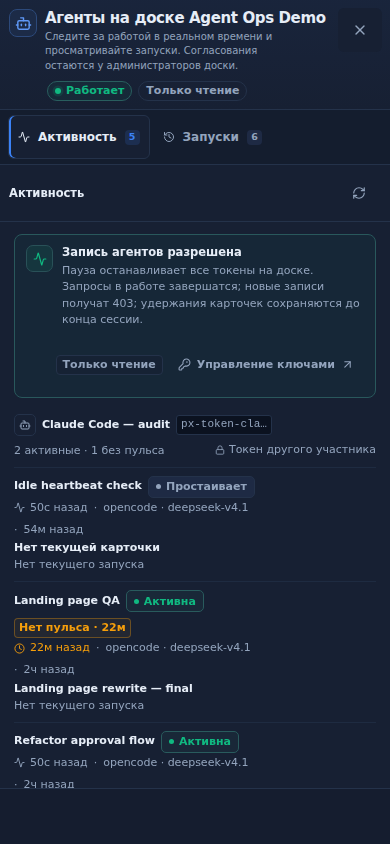 Агенты на доске Agent Ops Demo
Следите за работой в реальном времени и
просматривайте запуски. Согласования
остаются у администраторов доски.
Работает
Только чтение
Активность 5
Запуски 6
Активность
Запись агентов разрешена
Пауза останавливает все токены на доске.
Запросы в работе завершатся; новые записи
получат 403; удержания карточек сохраняются до
конца сессии.
Только чтение
Управление ключами
Claude Code — audit px-token-cla…
2 активные · 1 без пульса
Токен другого участника
Idle heartbeat check Простаивает
50с назад · opencode · deepseek-v4.1
· 54м назад
Нет текущей карточки
Нет текущего запуска
Landing page QA Активна
Нет пульса · 22м
22м назад · opencode · deepseek-v4.1
· 2ч назад
Landing page rewrite — final
Нет текущего запуска
Refactor approval flow Активна
50с назад · opencode · deepseek-v4.1
· 2ч назад